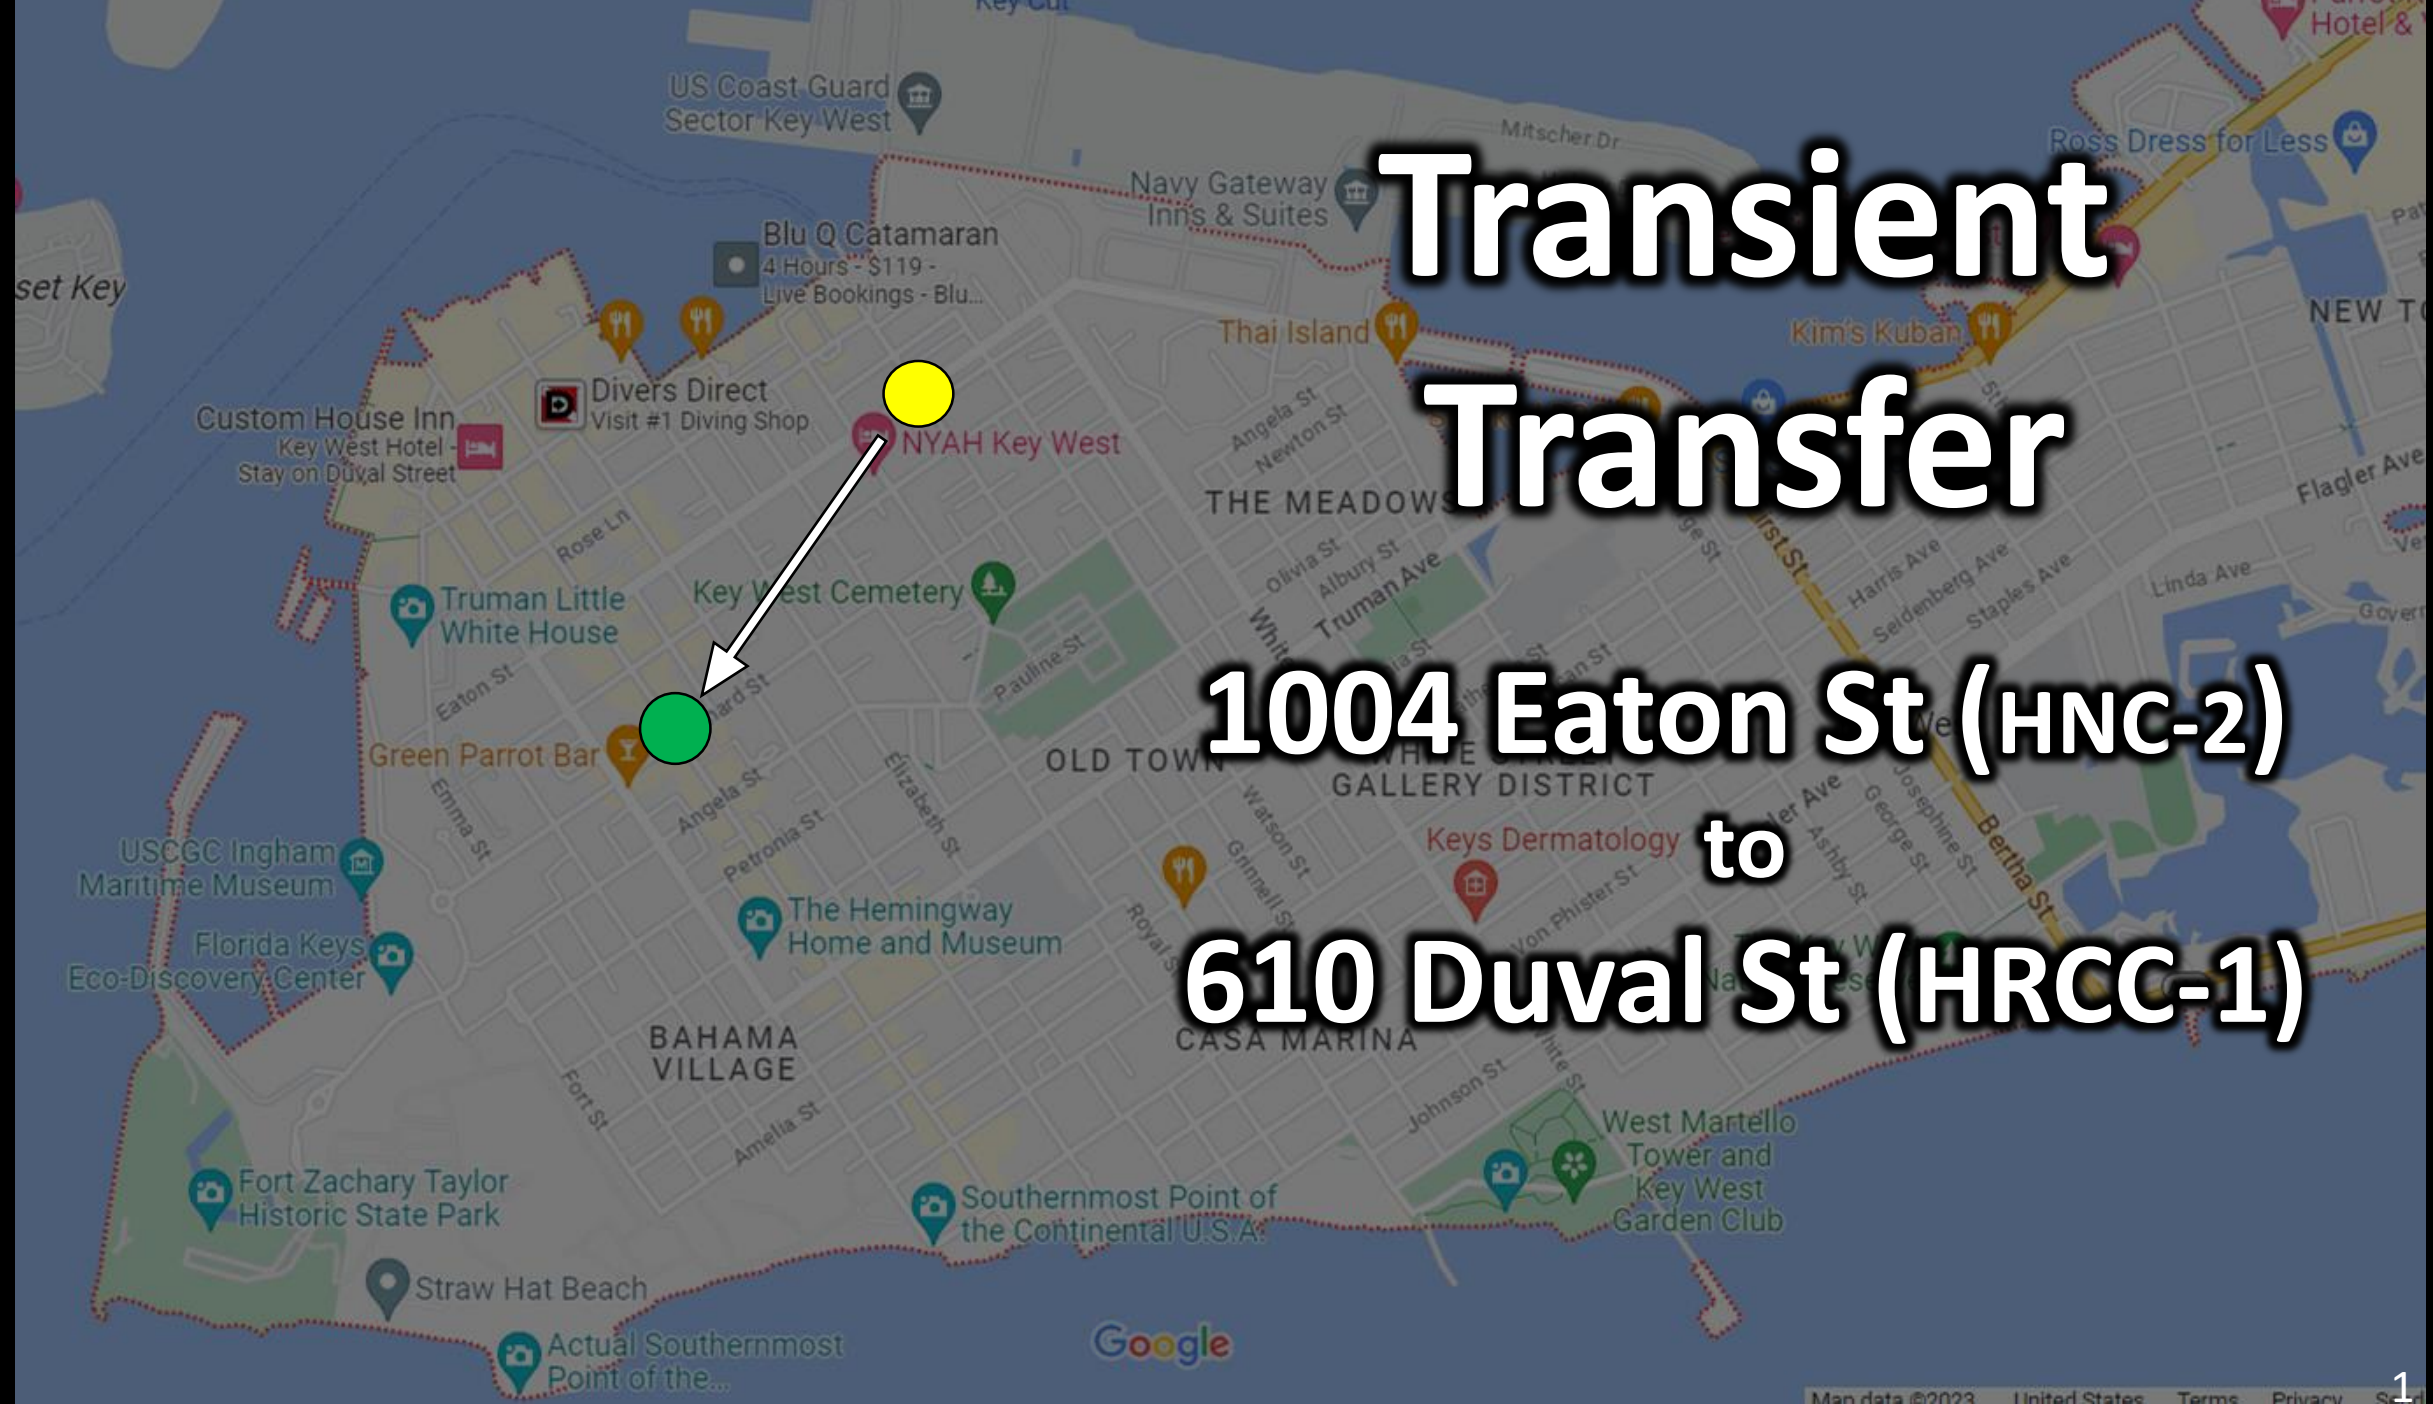 Transient
Transfer
1004 Eaton St (HNC-2)
to
610 Duval St (HRCC-1)
Key Cut
Hotel &
US Coast Guard
Sector Key West
Mitscher Dr
Ross Dress for Less
Navy Gateway
Inns & Suites
Blu Q Catamaran
4 Hours - $119 -
Live Bookings - Blu...
set Key
NEW TO
Thai Island
Kim's Kuban
Divers Direct
Visit #1 Diving Shop
Custom House Inn
Key West Hotel -
Stay on Duval Street
NYAH Key West
Angela St
Newton St
Flagler Ave
THE MEADOWS
Rose Ln
Olivia St
Albury St
Truman Ave
Harris Ave
Seidenberg Ave
Staples Ave
Linda Ave
Key West Cemetery
Truman Little
White House
Pauline St
Eaton St
Green Parrot Bar
OLD TOWN
GALLERY DISTRICT
Angela St
Elizabeth St
Emma St
Petronia St
Watson St
Grinnell St
George St
Josephine St
Ashby St
Bertha St
Keys Dermatology
USCGC Ingham
Maritime Museum
The Hemingway
Home and Museum
Von Phister St
Florida Keys
Eco-Discovery Center
BAHAMA
VILLAGE
CASA MARINA
White St
Fort St
Amelia St
Johnson St
West Martello
Tower and
Key West
Garden Club
Fort Zachary Taylor
Historic State Park
Southernmost Point of
the Continental U.S.A.
Straw Hat Beach
Actual Southernmost
Point of the...
Google
Map data ©2023 United States Terms Privacy
1